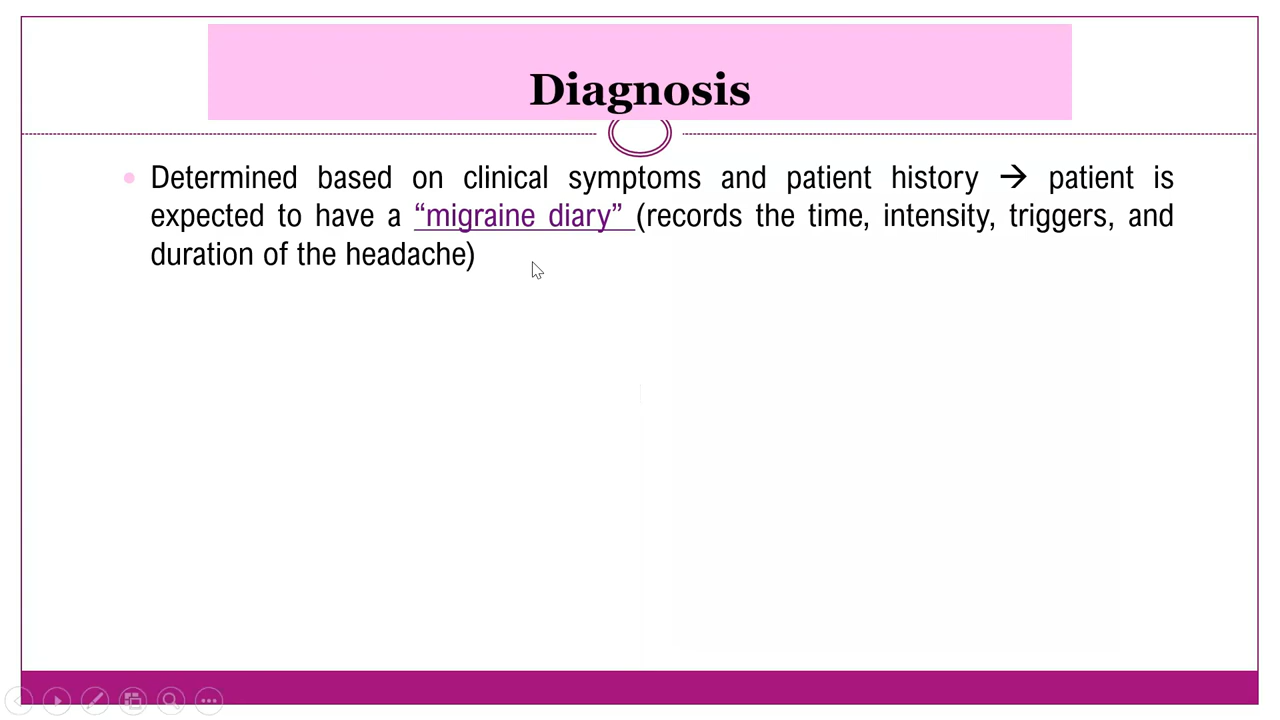 Diagnosis
Determined based on clinical symptoms and patient history → patient is
expected to have a “migraine diary” (records the time, intensity, triggers, and
duration of the headache)